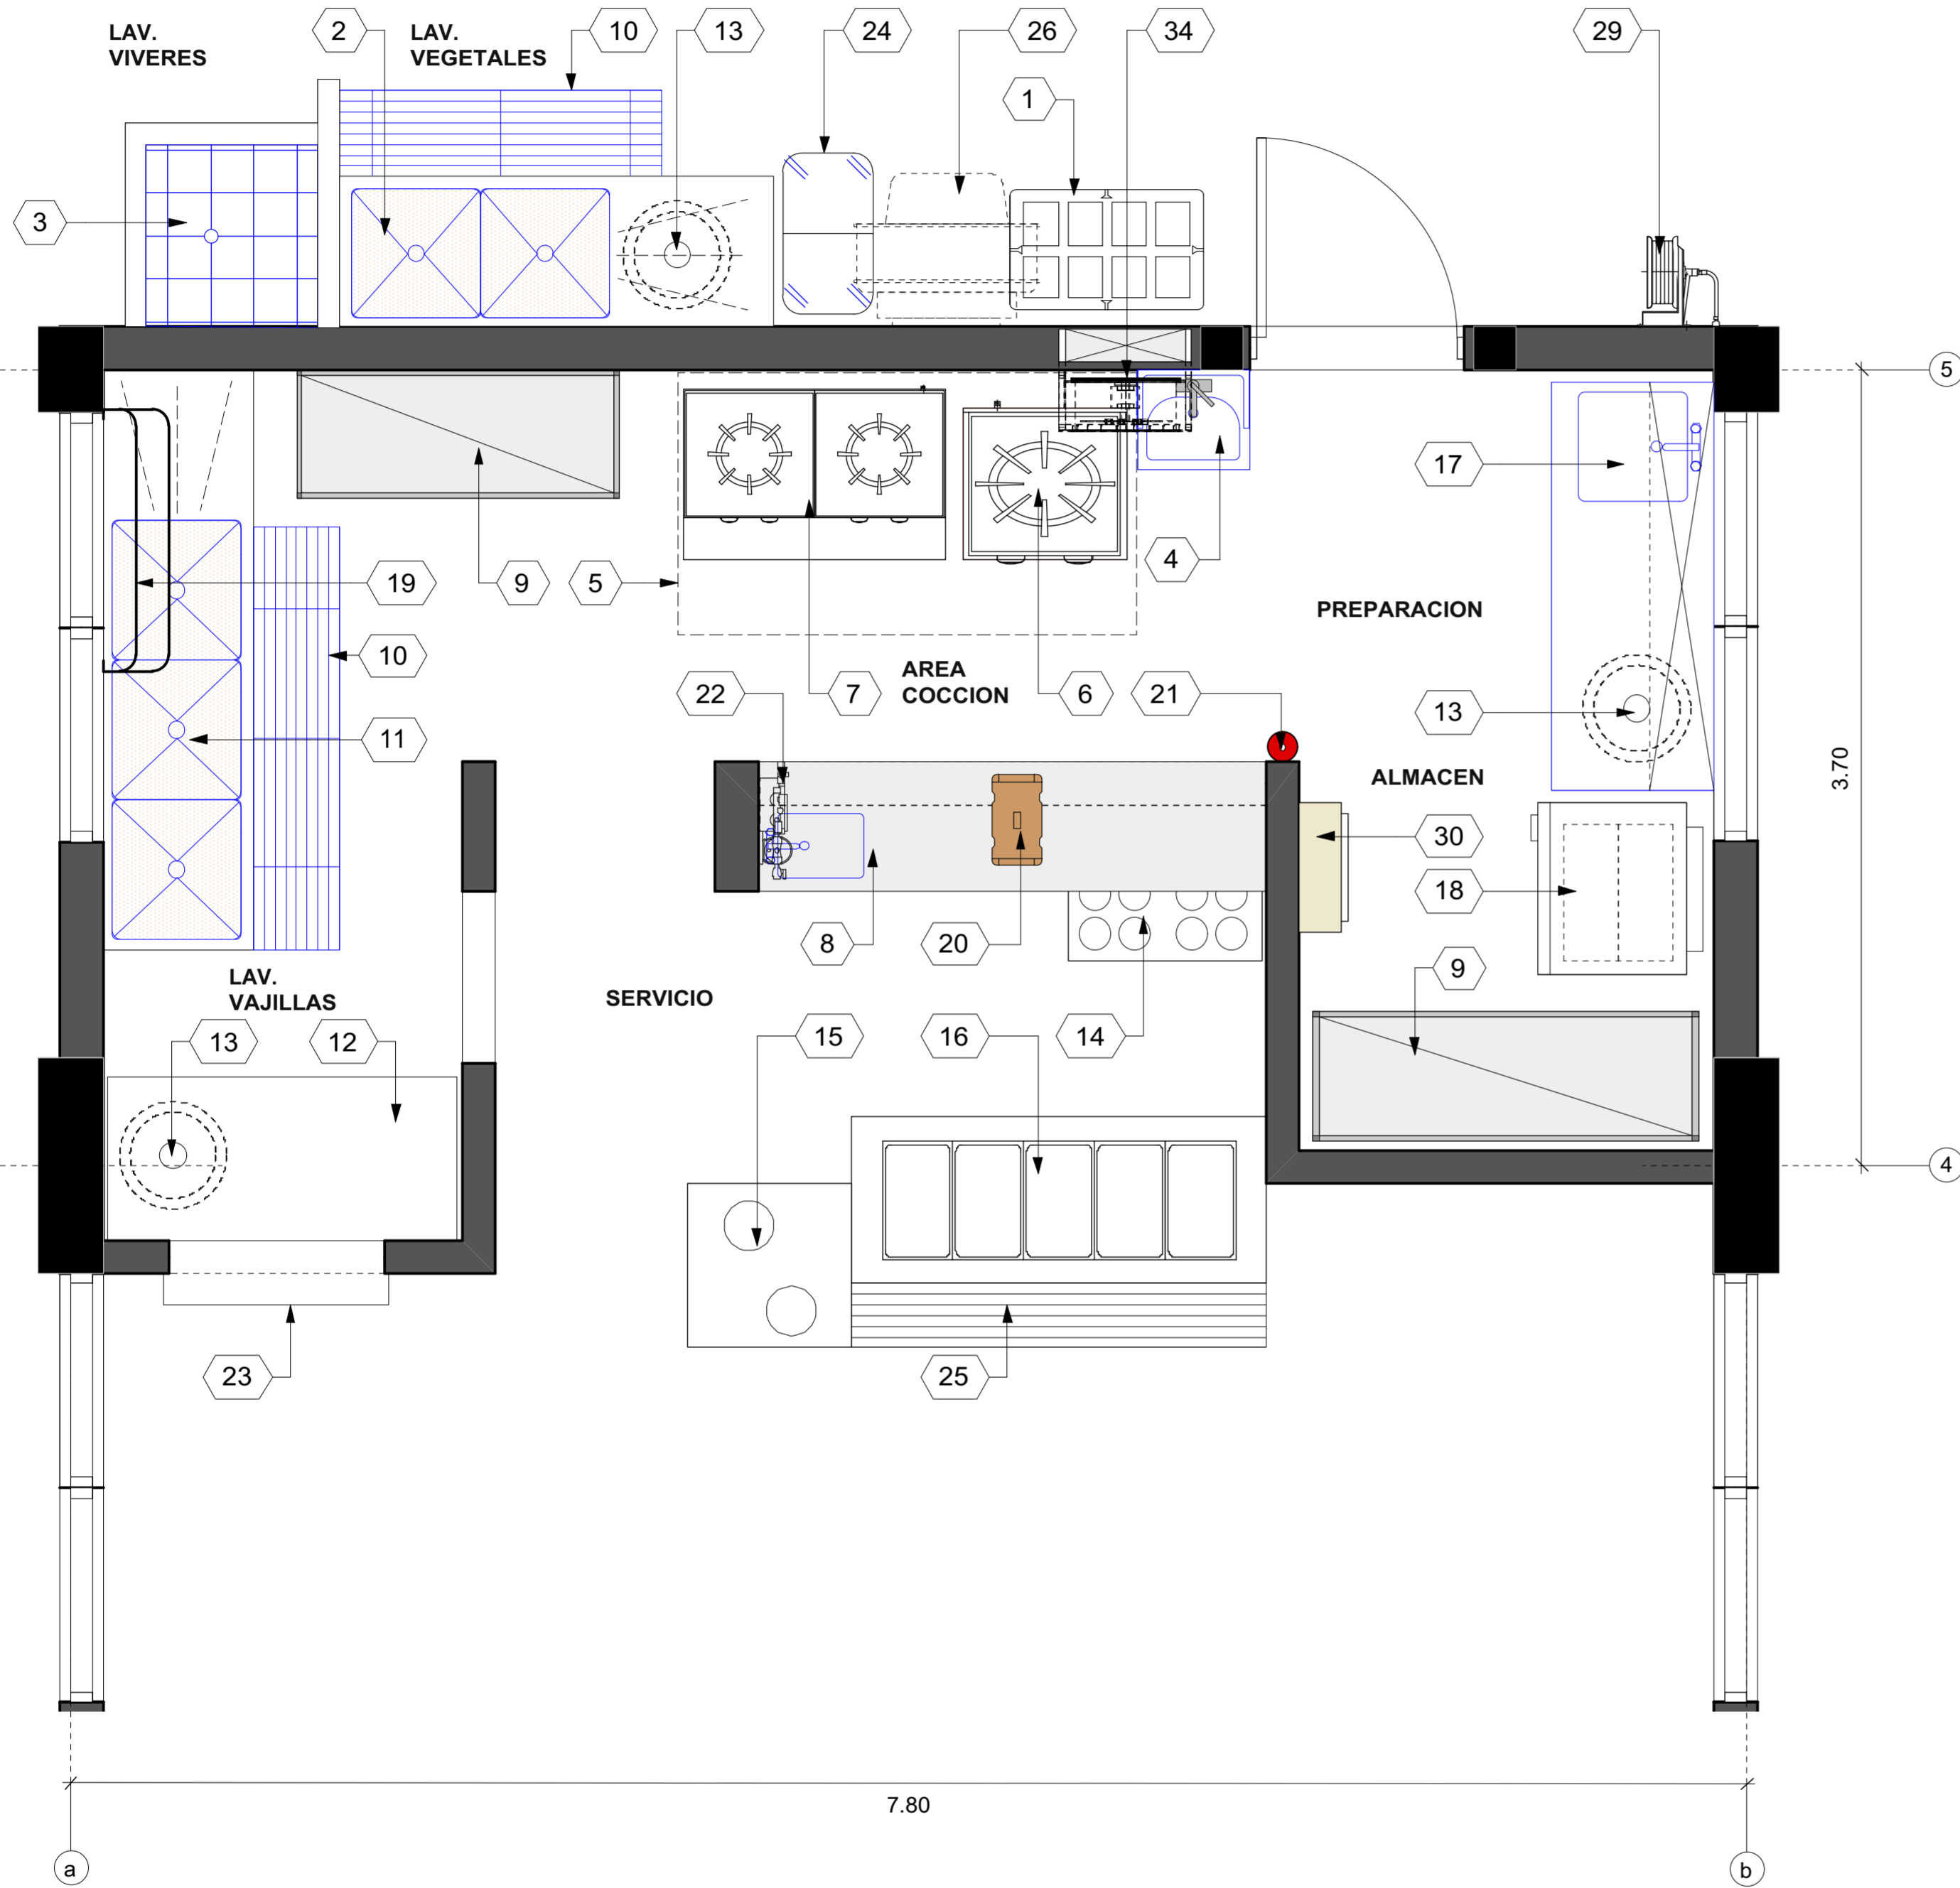 LAV.
VIVERES
2
LAV.
VEGETALES
10
13
24
26
34
29
1
3
5
17
4
19
9
5
PREPARACION
10
AREA
COCCION
22
7
6
21
13
11
3.70
ALMACEN
30
18
8
20
9
LAV.
VAJILLAS
SERVICIO
13
12
15
16
14
4
23
25
7.80
a
b